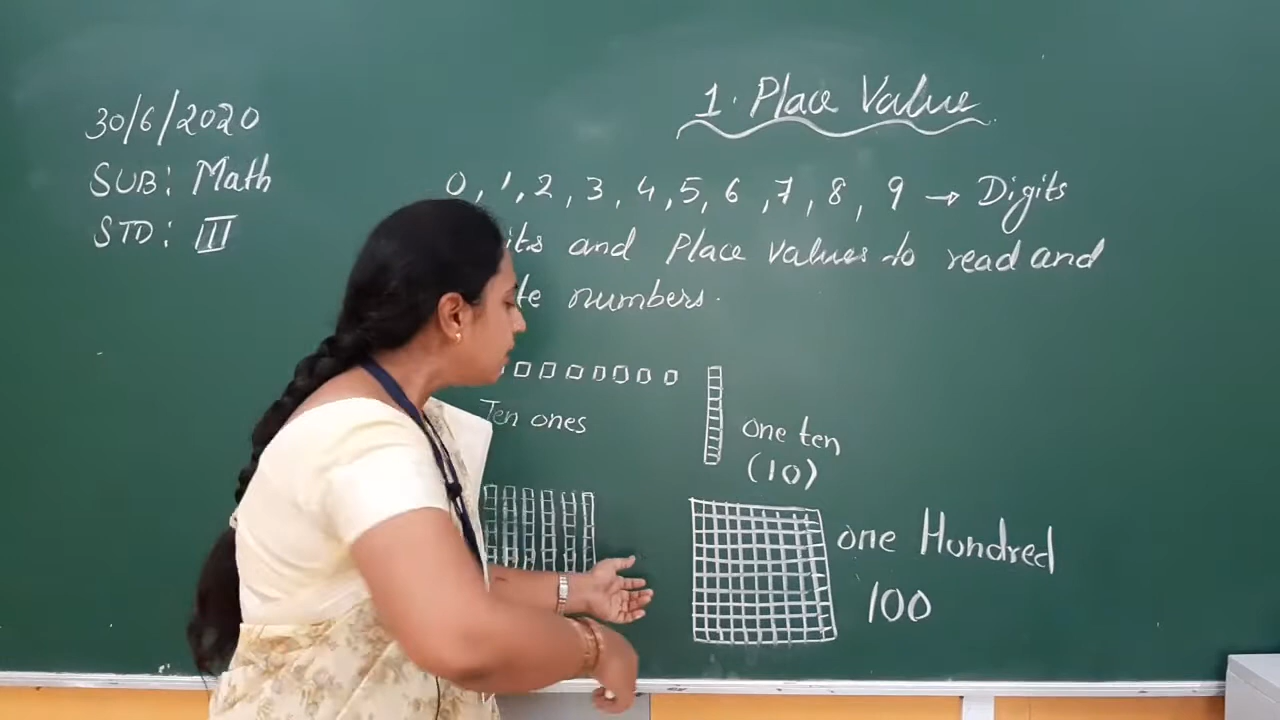 30/6/2020
SUB: Math
STD: III
1. Place Value
0, 1, 2, 3, 4, 5, 6, 7, 8, 9 → Digits
and Place Values to read and
numbers.
Ten ones
one ten
(10)
one Hundred
100